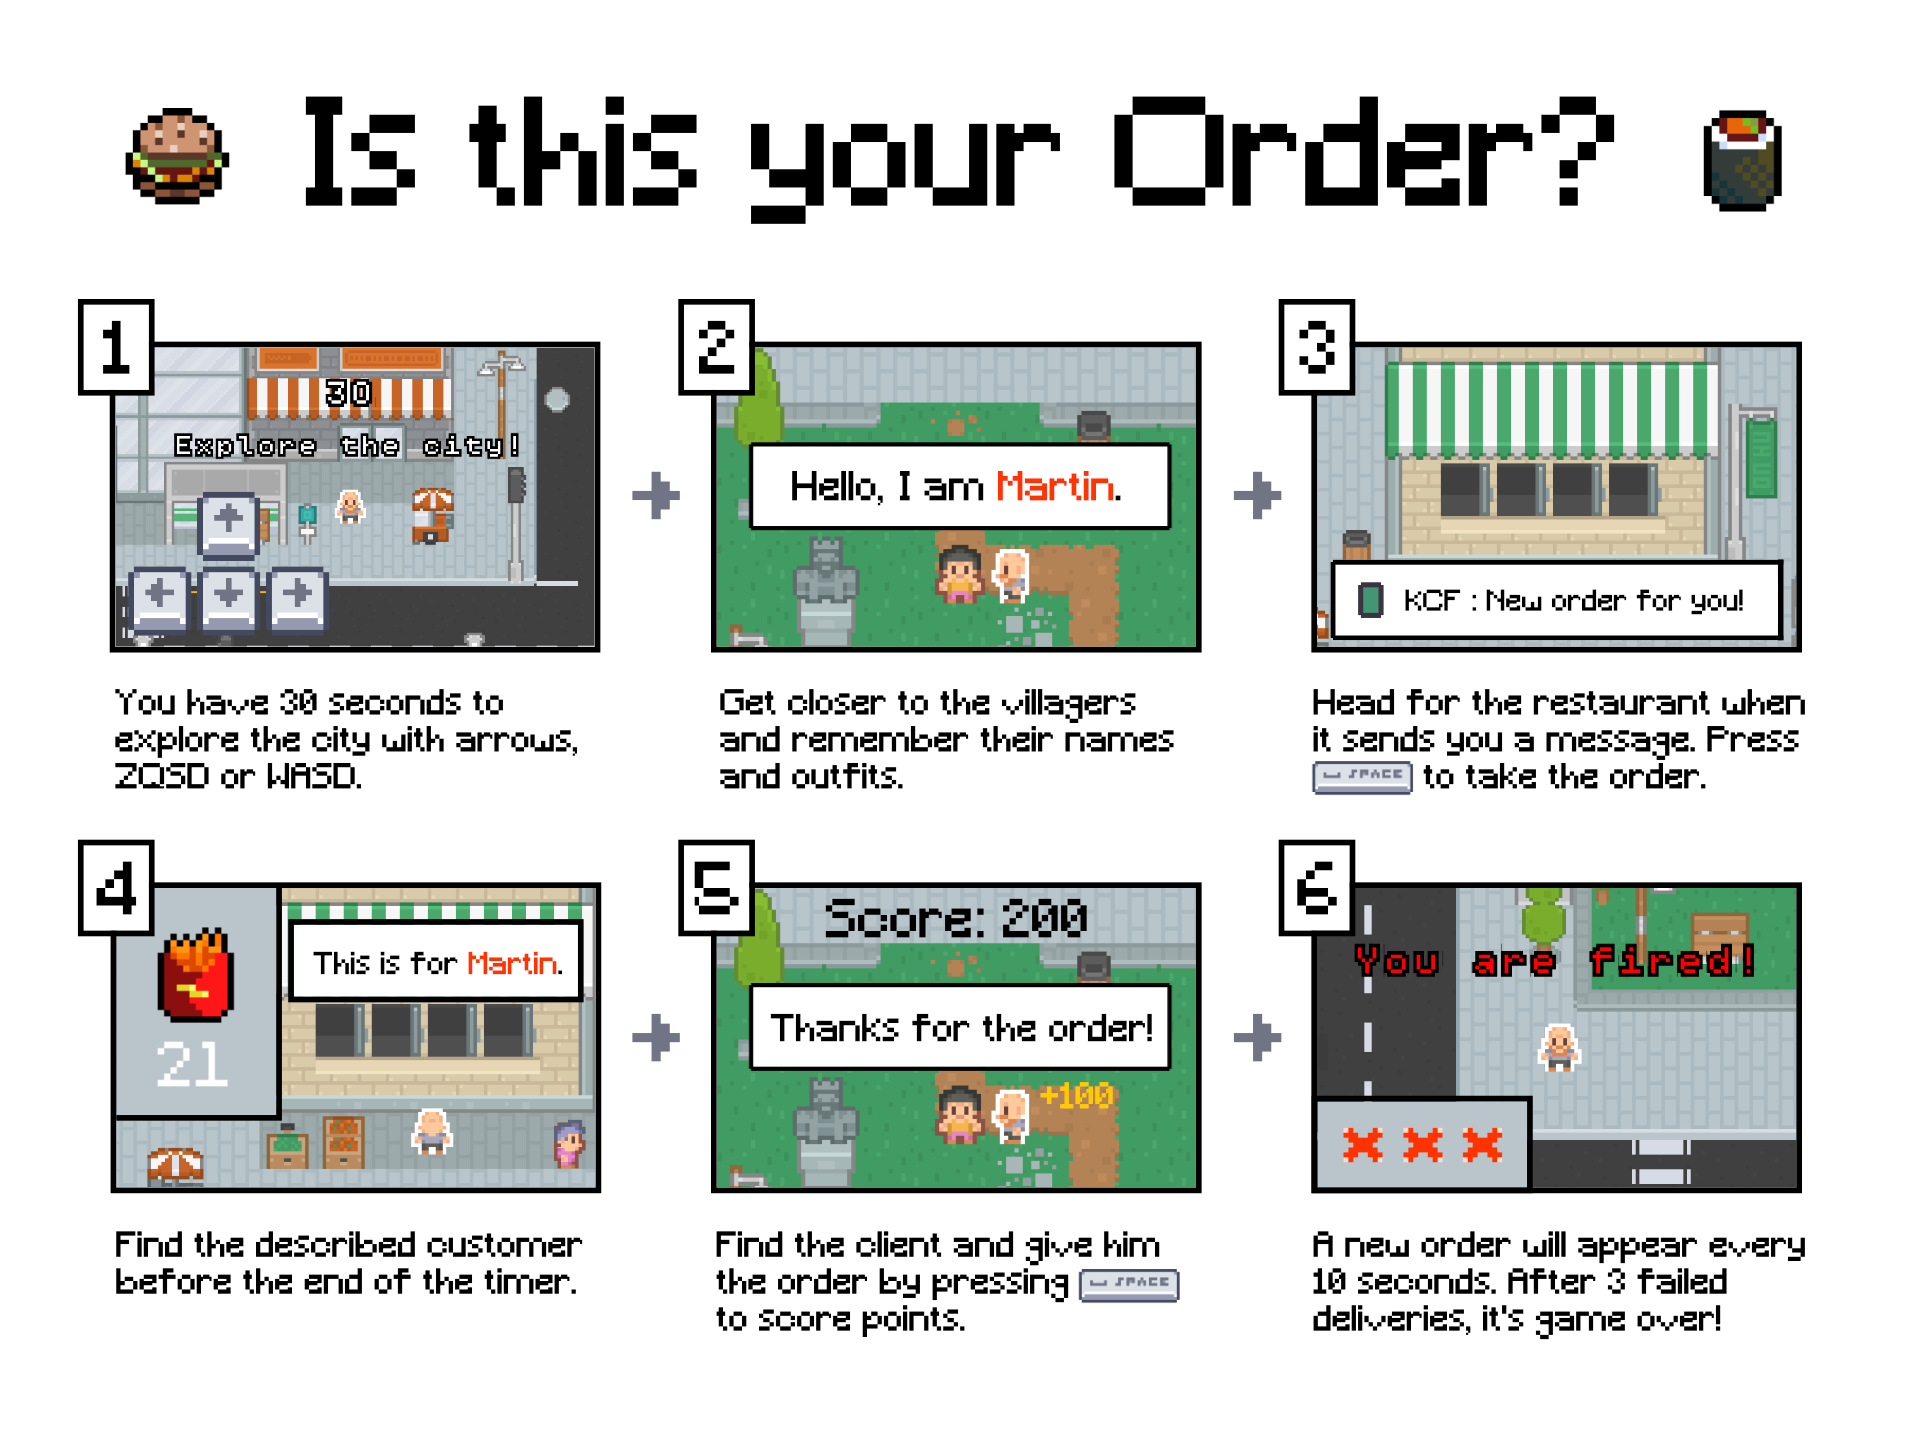 Is this your Order?
1
30
Explore the city!
You have 30 seconds to
explore the city with arrows,
ZQSD or WASD.
2
Hello, I am Martin.
Get closer to the villagers
and remember their names
and outfits.
3
KCF : New order for you!
Head for the restaurant when
it sends you a message. Press
SPACE to take the order.
4
This is for Martin.
21
Find the described customer
before the end of the timer.
5
Score: 200
Thanks for the order!
+100
Find the client and give him
the order by pressing SPACE
to score points.
6
You are fired!
A new order will appear every
10 seconds. After 3 failed
deliveries, it's game over!